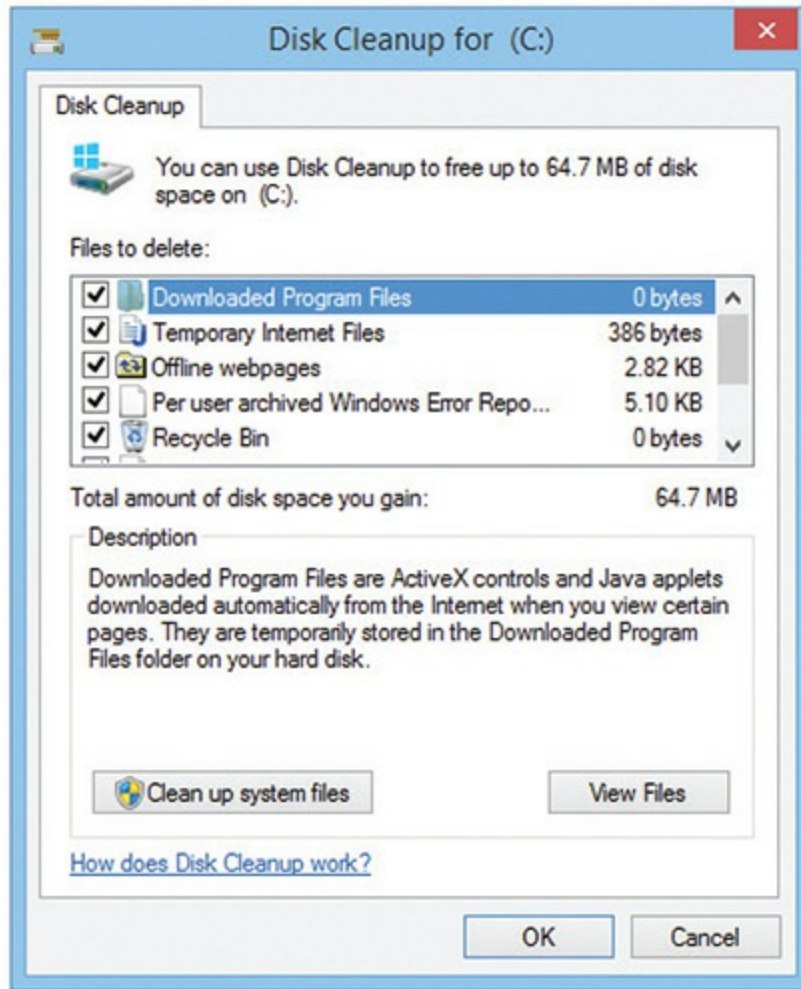 Disk Cleanup for (C:)
Disk Cleanup
You can use Disk Cleanup to free up to 64.7 MB of disk
space on (C:).
Files to delete:
Downloaded Program Files 0 bytes
Temporary Internet Files 386 bytes
Offline webpages 2.82 KB
Per user archived Windows Error Repo... 5.10 KB
Recycle Bin 0 bytes
Total amount of disk space you gain: 64.7 MB
Description
Downloaded Program Files are ActiveX controls and Java applets
downloaded automatically from the Internet when you view certain
pages. They are temporarily stored in the Downloaded Program
Files folder on your hard disk.
Clean up system files
View Files
How does Disk Cleanup work?
OK
Cancel